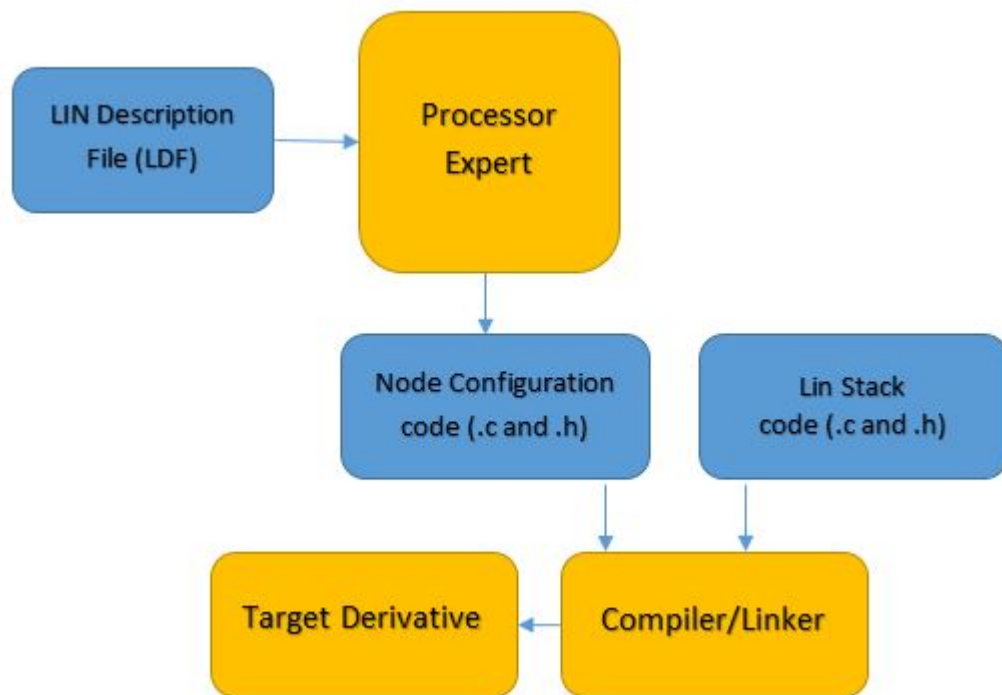 LIN Description
File (LDF)
Processor
Expert
Node Configuration
code (.c and .h)
Lin Stack
code (.c and .h)
Target Derivative
Compiler/Linker